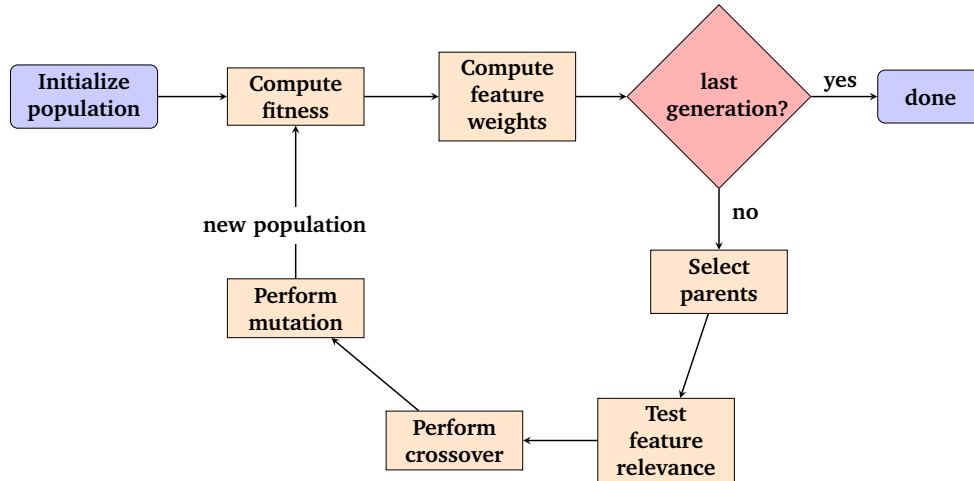 Initialize
population
Compute
fitness
Compute
feature
weights
last
generation?
yes
done
no
Select
parents
Test
feature
relevance
Perform
crossover
Perform
mutation
new population